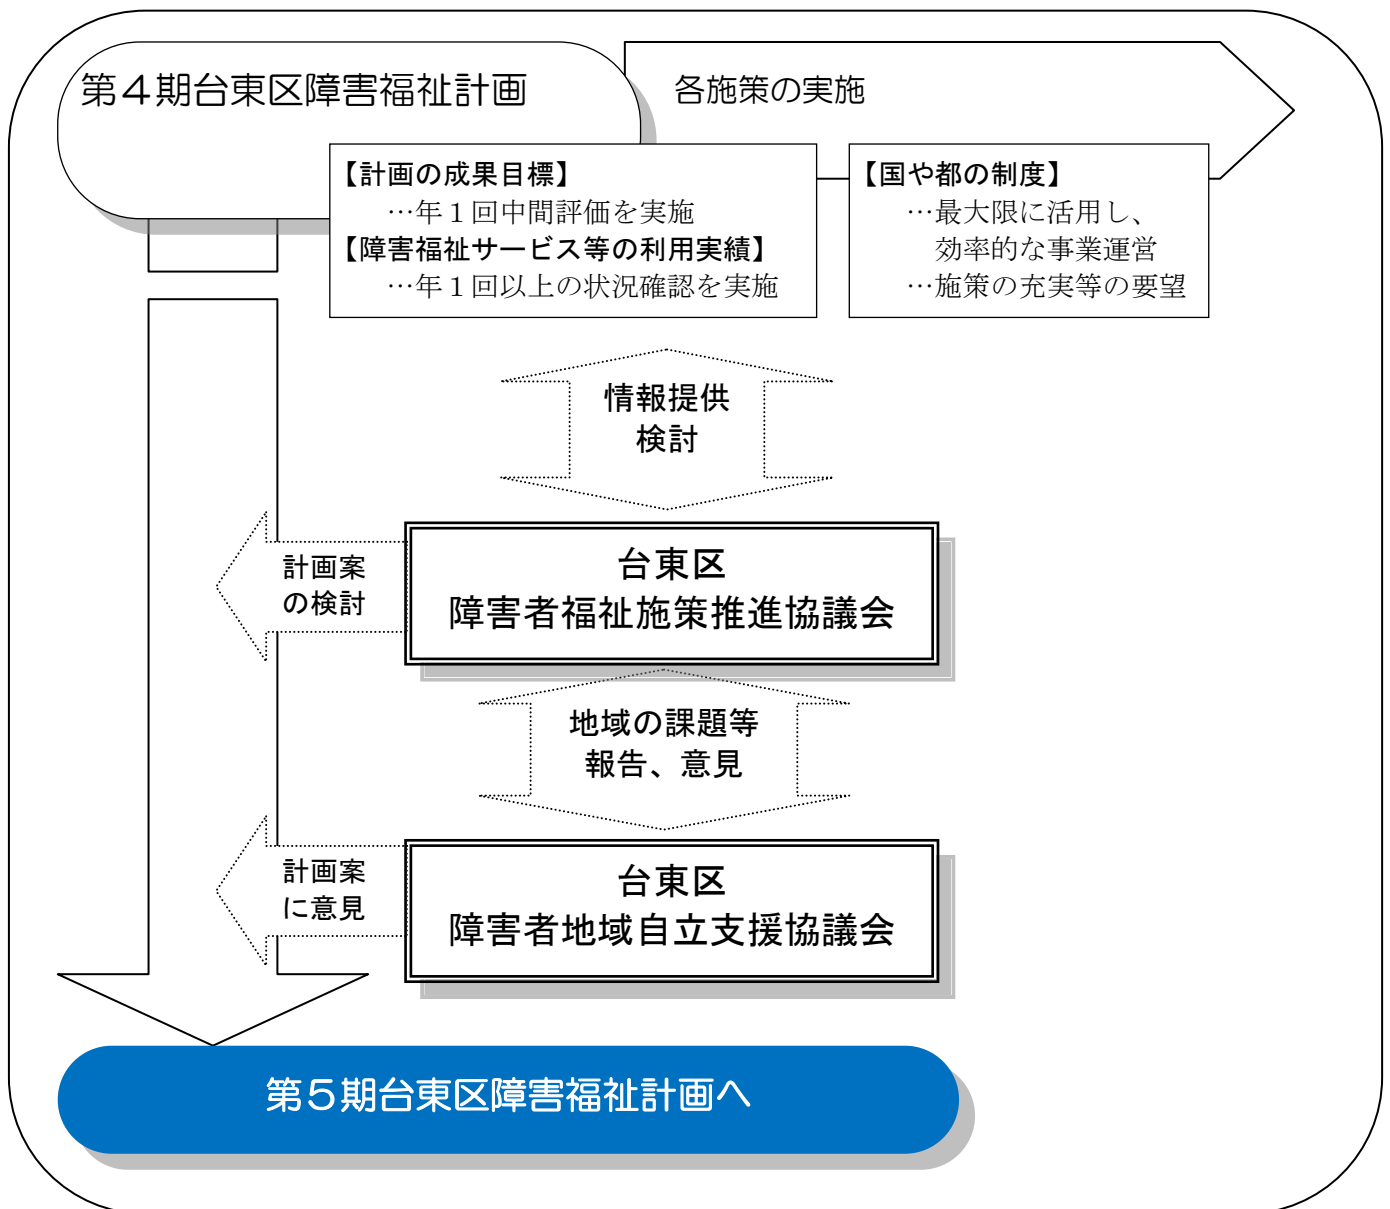 第４期台東区障害福祉計画
各施策の実施
【計画の成果目標】
…年１回中間評価を実施
【障害福祉サービス等の利用実績】
…年１回以上の状況確認を実施
【国や都の制度】
…最大限に活用し、
効率的な事業運営
…施策の充実等の要望
情報提供
検討
計画案
の検討
台東区
障害者福祉施策推進協議会
地域の課題等
報告、意見
計画案
に意見
台東区
障害者地域自立支援協議会
第５期台東区障害福祉計画へ